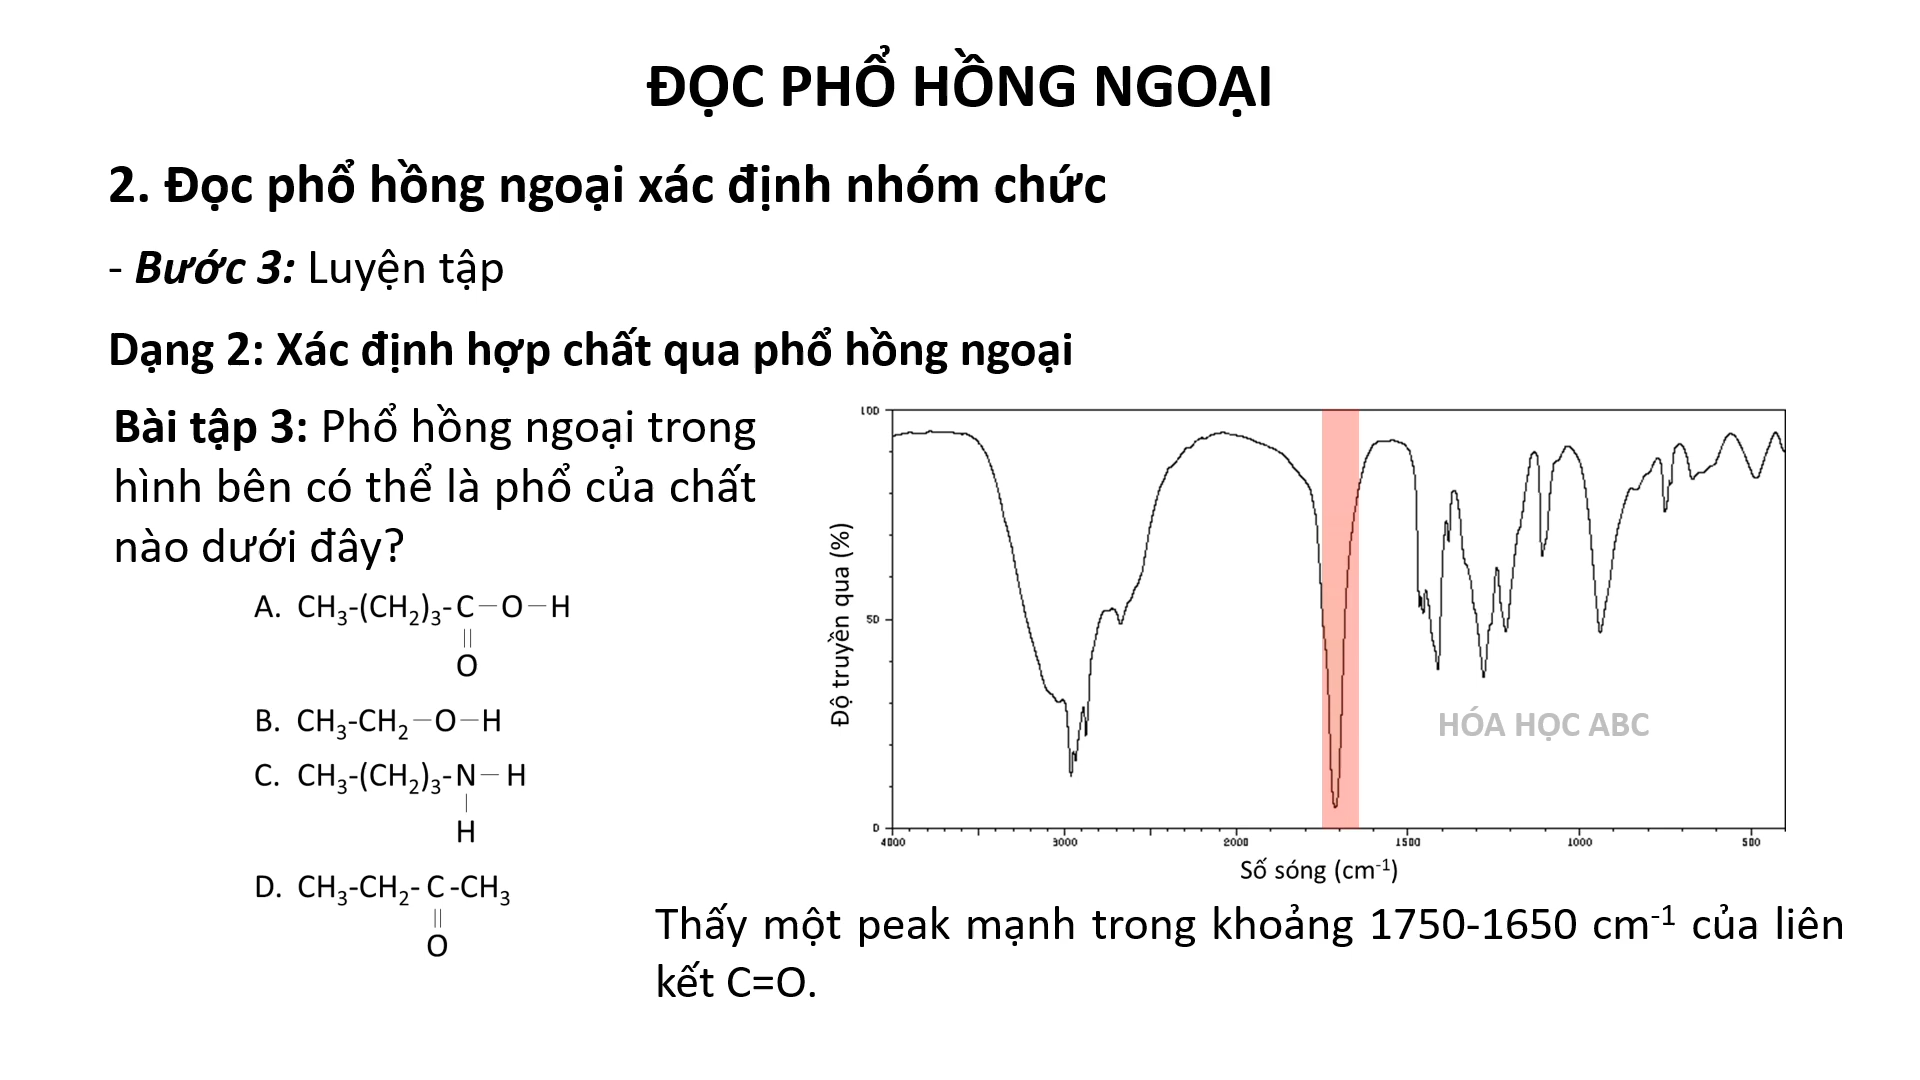 ĐỌC PHỔ HỒNG NGOẠI
2. Đọc phổ hồng ngoại xác định nhóm chức
- Bước 3: Luyện tập
Dạng 2: Xác định hợp chất qua phổ hồng ngoại
Bài tập 3: Phổ hồng ngoại trong
hình bên có thể là phổ của chất
nào dưới đây?
A. CH₃-(CH₂)₃-C—O—H
O
B. CH₃-CH₂—O—H
C. CH₃-(CH₂)₃-N—H
H
D. CH₃-CH₂-C-CH₃
O
100
50
0
Độ truyền qua (%)
HÓA HỌC ABC
4000 3000 2000 1500 1000 500
Số sóng (cm⁻¹)
Thấy một peak mạnh trong khoảng 1750-1650 cm⁻¹ của liên
kết C=O.